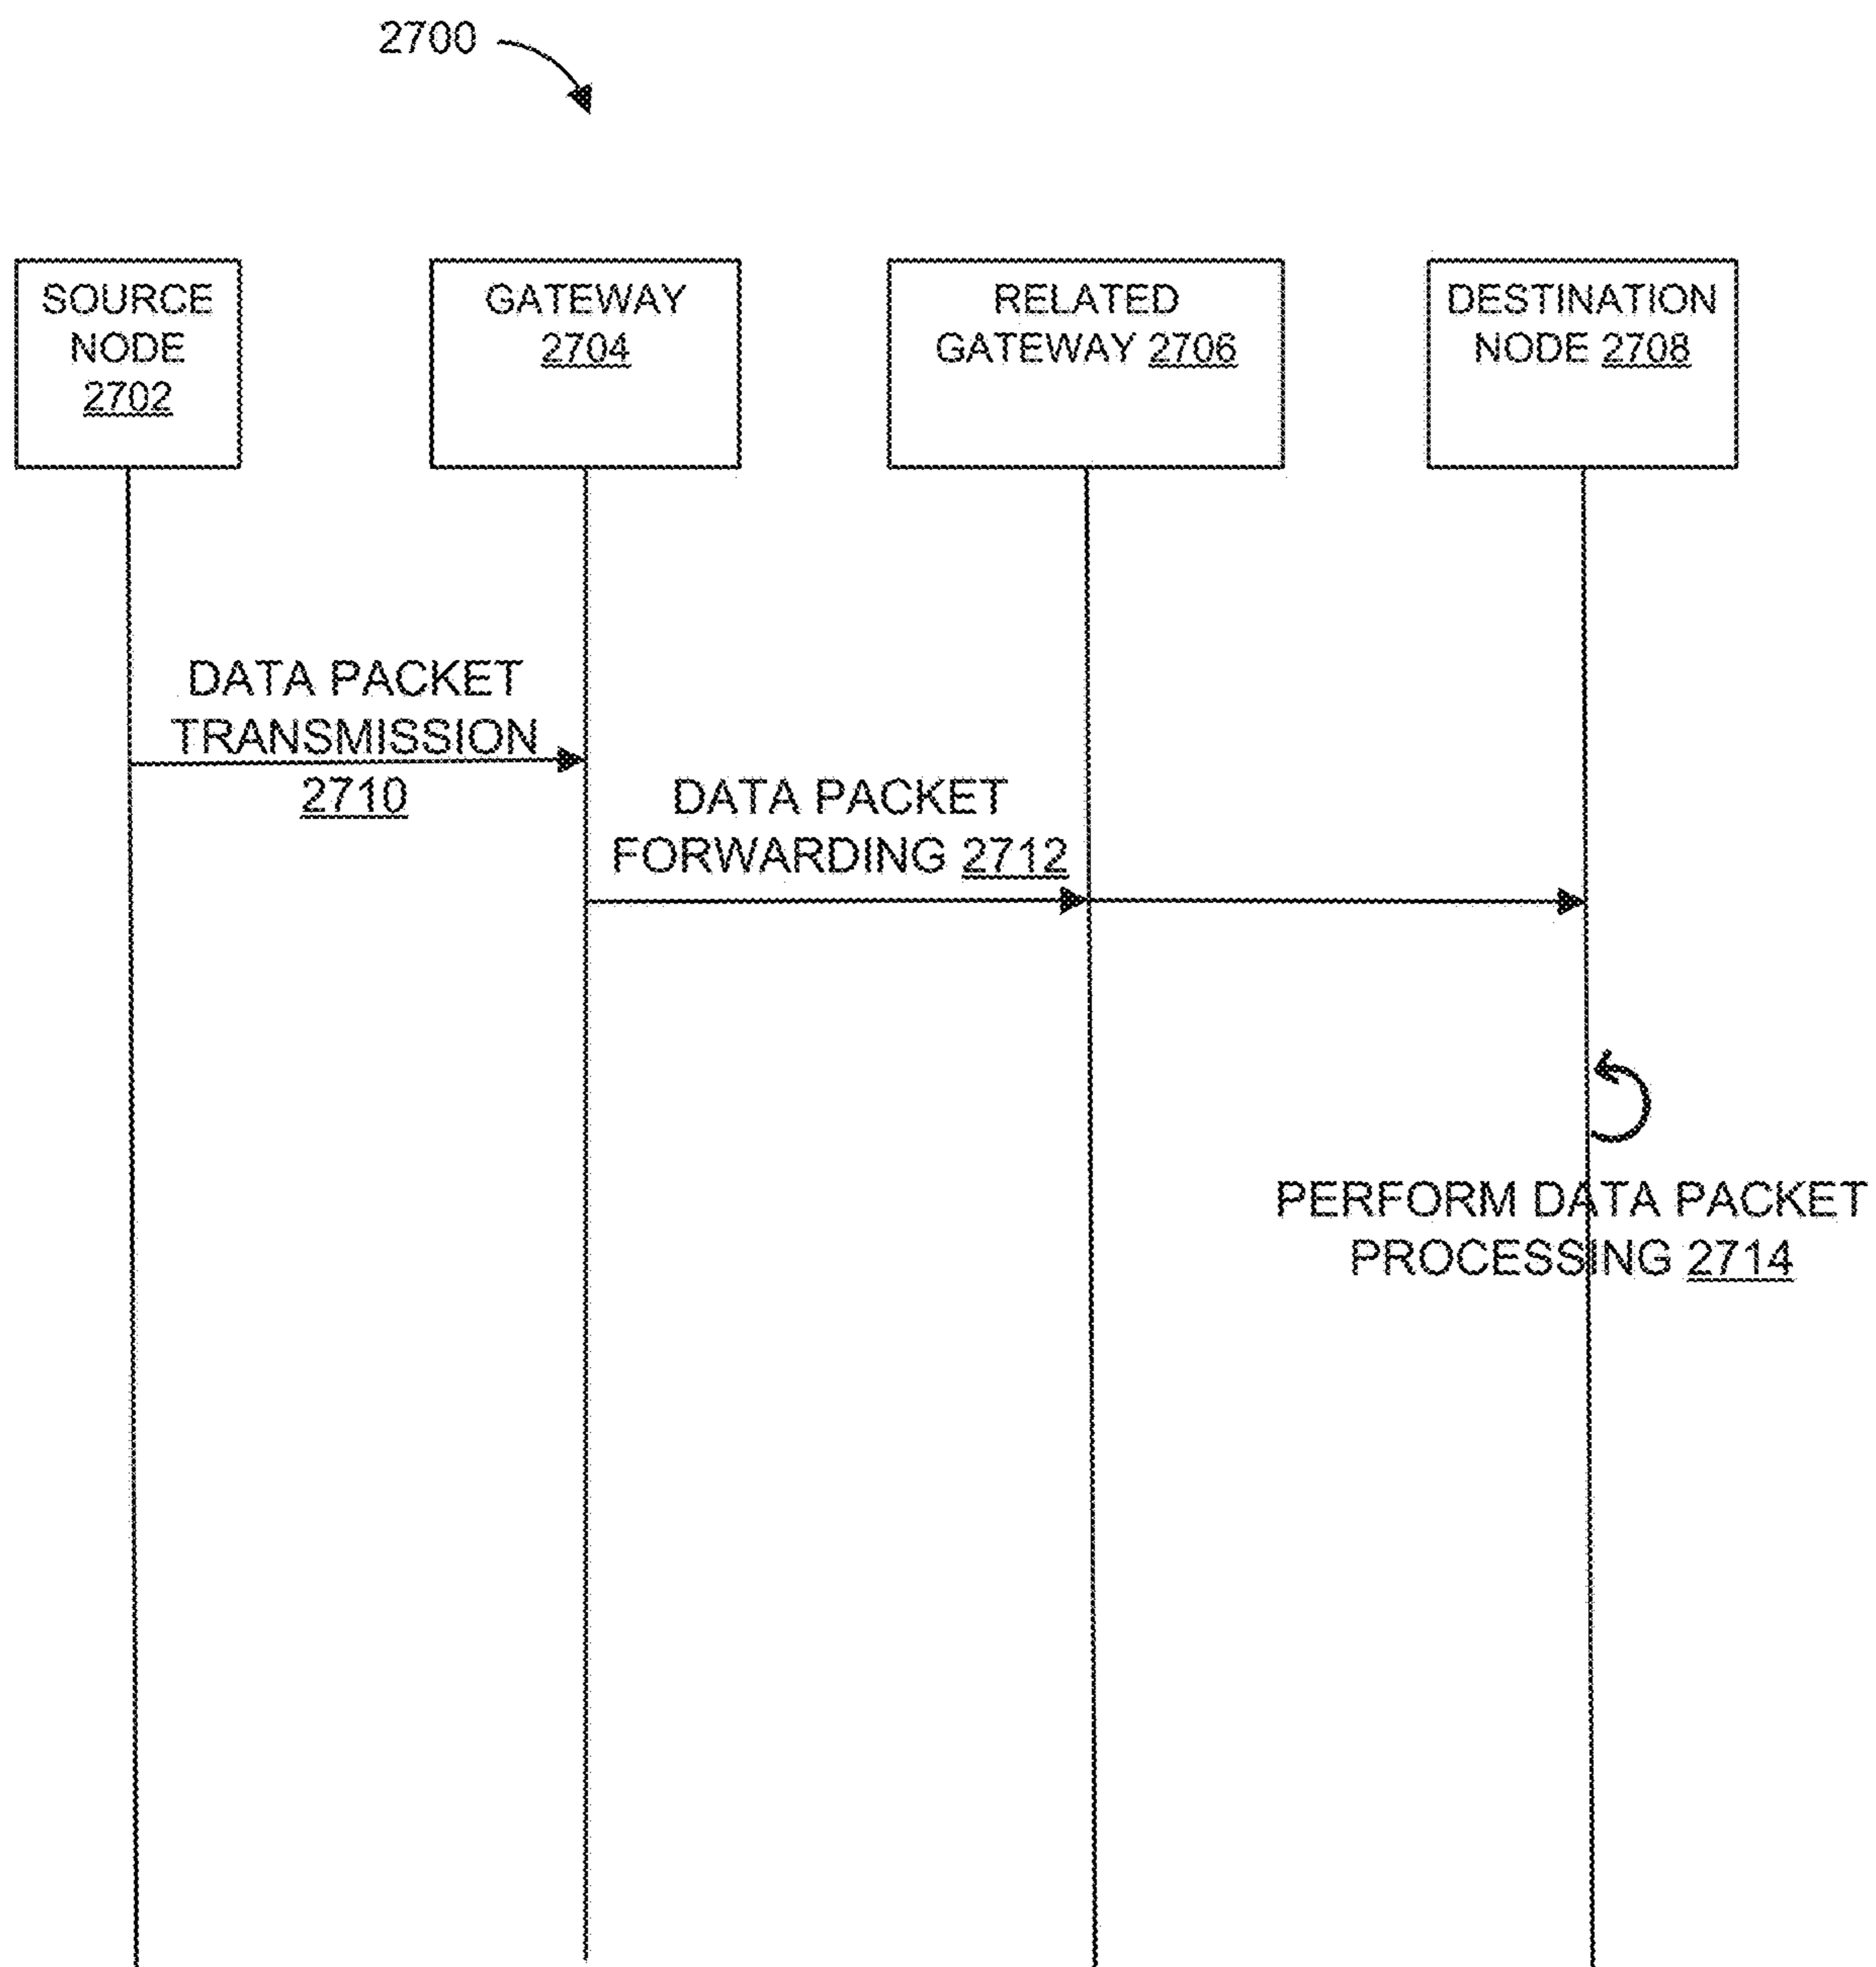 2700
SOURCE
NODE
2702
GATEWAY
2704
RELATED
GATEWAY 2706
DESTINATION
NODE 2708
DATA PACKET
TRANSMISSION
2710
DATA PACKET
FORWARDING 2712
PERFORM DATA PACKET
PROCESSING 2714